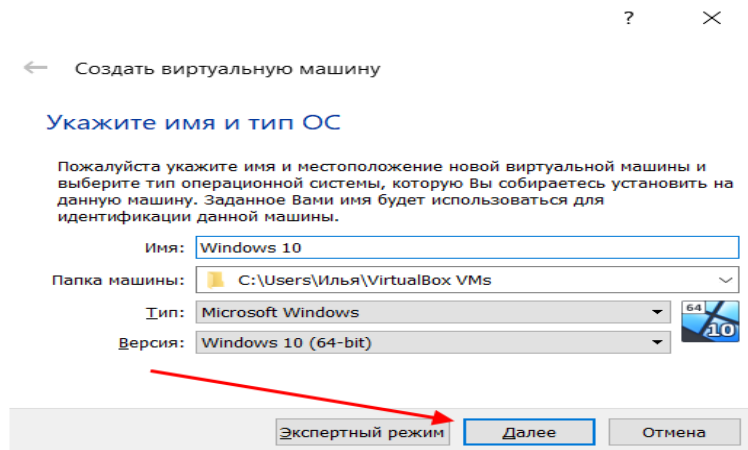 ?
Создать виртуальную машину
Укажите имя и тип ОС
Пожалуйста укажите имя и местоположение новой виртуальной машины и
выберите тип операционной системы, которую Вы собираетесь установить на
данную машину. Заданное Вами имя будет использоваться для
идентификации данной машины.
Имя: Windows 10
Папка машины: C:\Users\Илья\VirtualBox VMs
Тип: Microsoft Windows
64
10
Версия: Windows 10 (64-bit)
Экспертный режим Далее Отмена